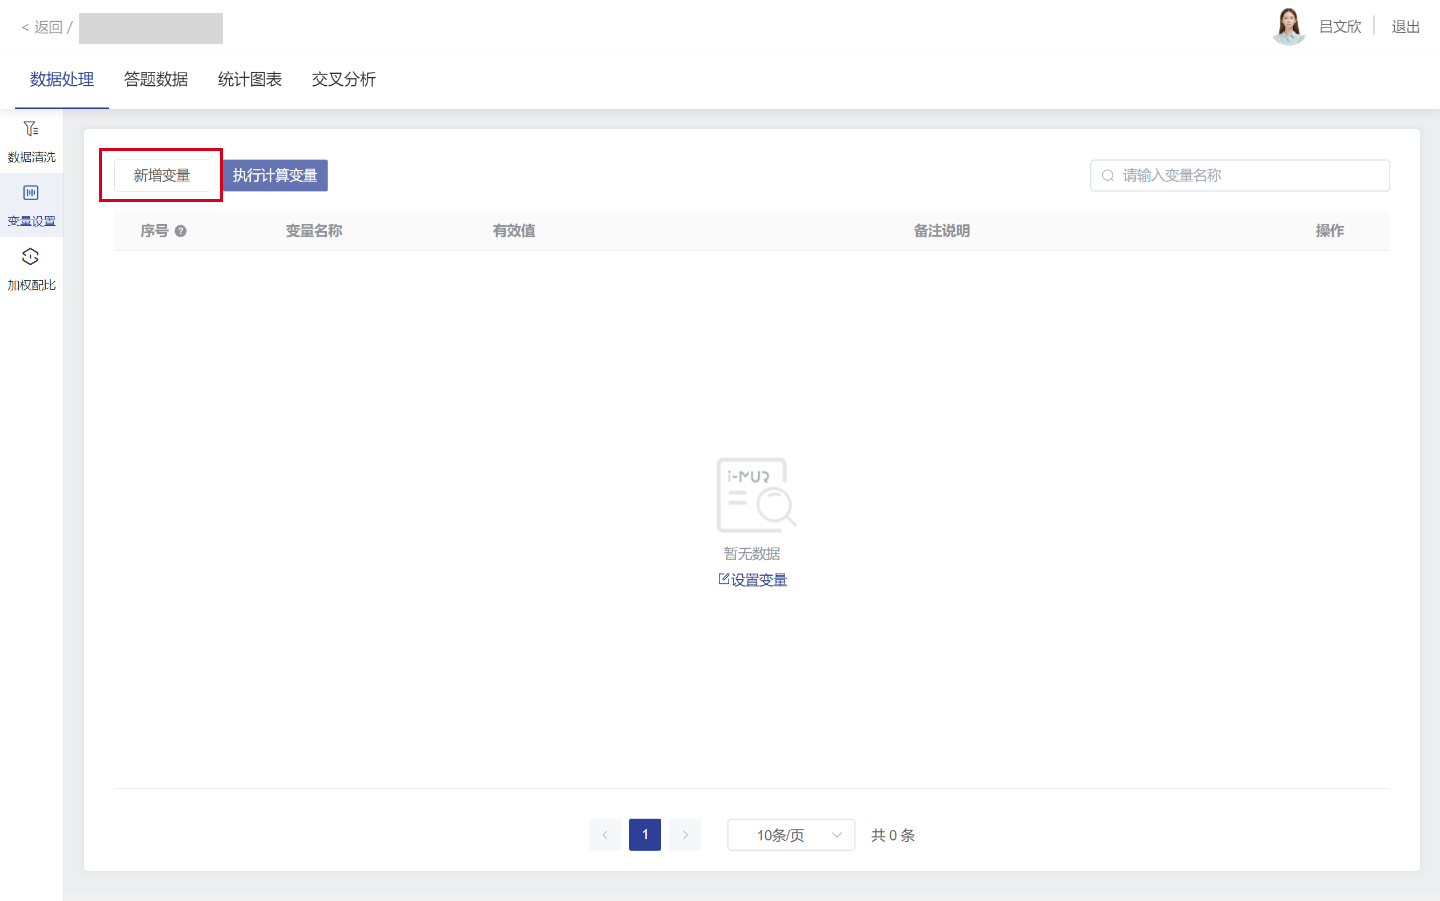 < 返回 /
吕文欣 退出
数据处理 答题数据 统计图表 交叉分析
数据清洗
变量设置
加权配比
新增变量 执行计算变量 请输入变量名称
序号 ? 变量名称 有效值 备注说明 操作
暂无数据
设置变量
1 10条/页 共 0 条